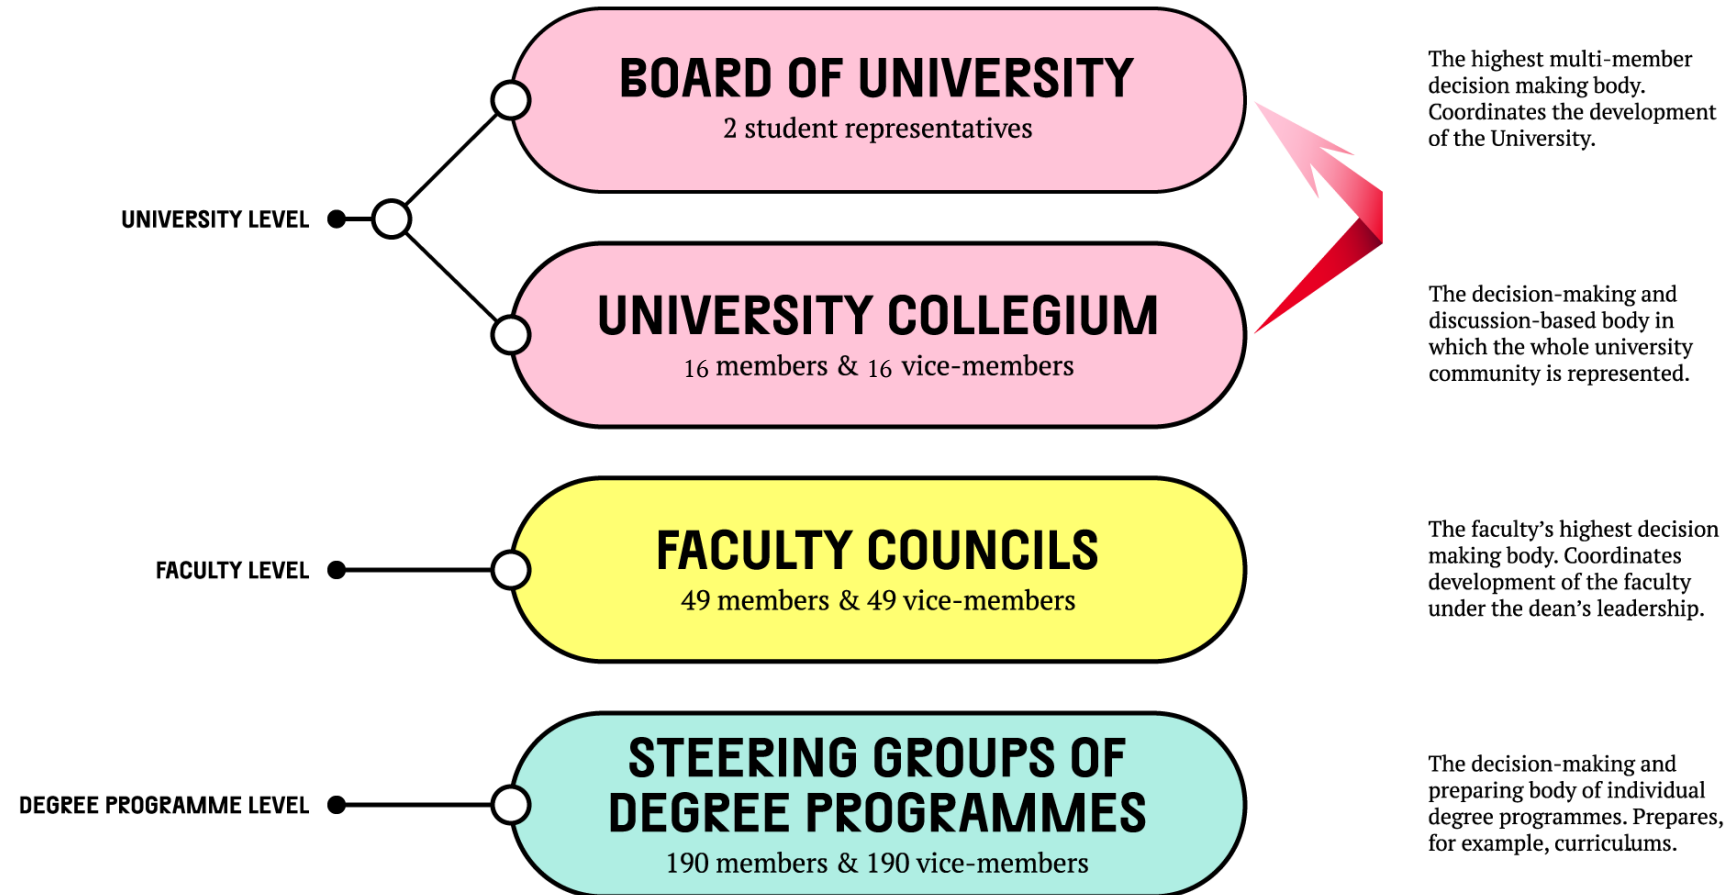 BOARD OF UNIVERSITY
2 student representatives
The highest multi-member
decision making body.
Coordinates the development
of the University.
UNIVERSITY LEVEL
UNIVERSITY COLLEGIUM
16 members & 16 vice-members
The decision-making and
discussion-based body in
which the whole university
community is represented.
FACULTY LEVEL
FACULTY COUNCILS
49 members & 49 vice-members
The faculty’s highest decision
making body. Coordinates
development of the faculty
under the dean’s leadership.
DEGREE PROGRAMME LEVEL
STEERING GROUPS OF
DEGREE PROGRAMMES
190 members & 190 vice-members
The decision-making and
preparing body of individual
degree programmes. Prepares,
for example, curriculums.